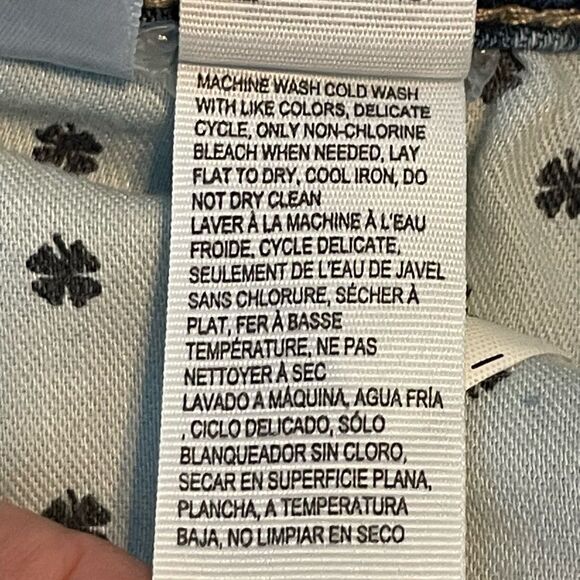 MACHINE WASH COLD WASH
WITH LIKE COLORS, DELICATE
CYCLE, ONLY NON-CHLORINE
BLEACH WHEN NEEDED, LAY
FLAT TO DRY, COOL IRON, DO
NOT DRY CLEAN
LAVER À LA MACHINE À L'EAU
FROIDE, CYCLE DELICATE,
SEULEMENT DE L'EAU DE JAVEL
SANS CHLORURE, SÉCHER À
PLAT, FER À BASSE
TEMPÉRATURE, NE PAS
NETTOYER À SEC
LAVADO A MÁQUINA, AGUA FRÍA
, CICLO DELICADO, SÓLO
BLANQUEADOR SIN CLORO,
SECAR EN SUPERFICIE PLANA,
PLANCHA, A TEMPERATURA
BAJA, NO LIMPIAR EN SECO